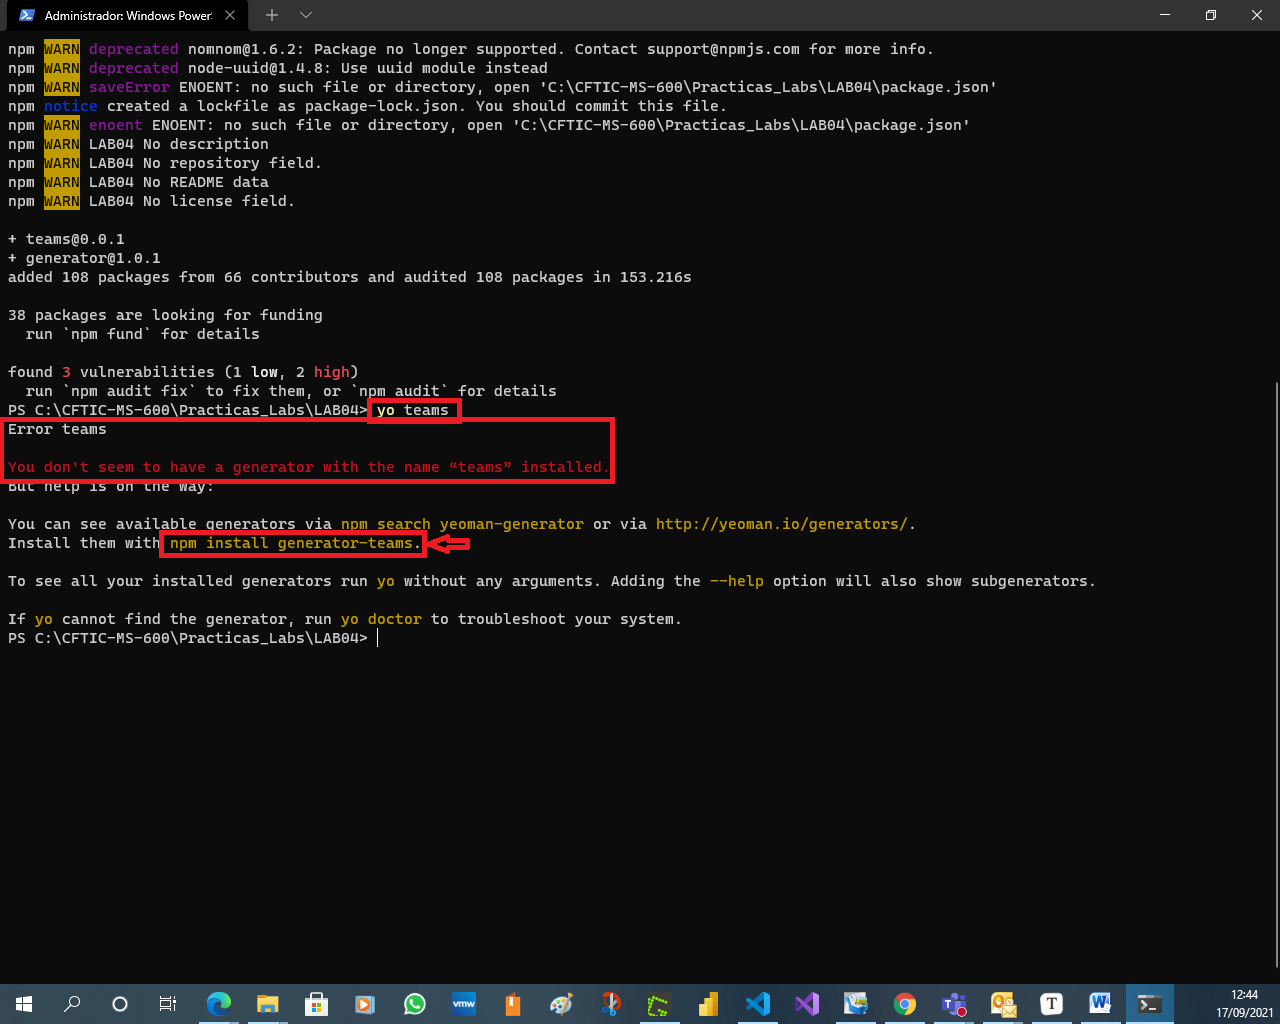 Administrador: Windows Power
npm WARN deprecated nomnom@1.6.2: Package no longer supported. Contact support@npmjs.com for more info.
npm WARN deprecated node-uuid@1.4.8: Use uuid module instead
npm WARN saveError ENOENT: no such file or directory, open 'C:\CFTIC-MS-600\Practicas_Labs\LAB04\package.json'
npm notice created a lockfile as package-lock.json. You should commit this file.
npm WARN enoent ENOENT: no such file or directory, open 'C:\CFTIC-MS-600\Practicas_Labs\LAB04\package.json'
npm WARN LAB04 No description
npm WARN LAB04 No repository field.
npm WARN LAB04 No README data
npm WARN LAB04 No license field.
+ teams@0.0.1
+ generator@1.0.1
added 108 packages from 66 contributors and audited 108 packages in 153.216s
38 packages are looking for funding
run `npm fund` for details
found 3 vulnerabilities (1 low, 2 high)
run `npm audit fix` to fix them, or `npm audit` for details
PS C:\CFTIC-MS-600\Practicas_Labs\LAB04> yo teams
Error teams
You don't seem to have a generator with the name “teams” installed.
But help is on the way:
You can see available generators via npm search yeoman-generator or via http://yeoman.io/generators/.
Install them with npm install generator-teams.
To see all your installed generators run yo without any arguments. Adding the --help option will also show subgenerators.
If yo cannot find the generator, run yo doctor to troubleshoot your system.
PS C:\CFTIC-MS-600\Practicas_Labs\LAB04>
vmw
12:44
17/09/2021